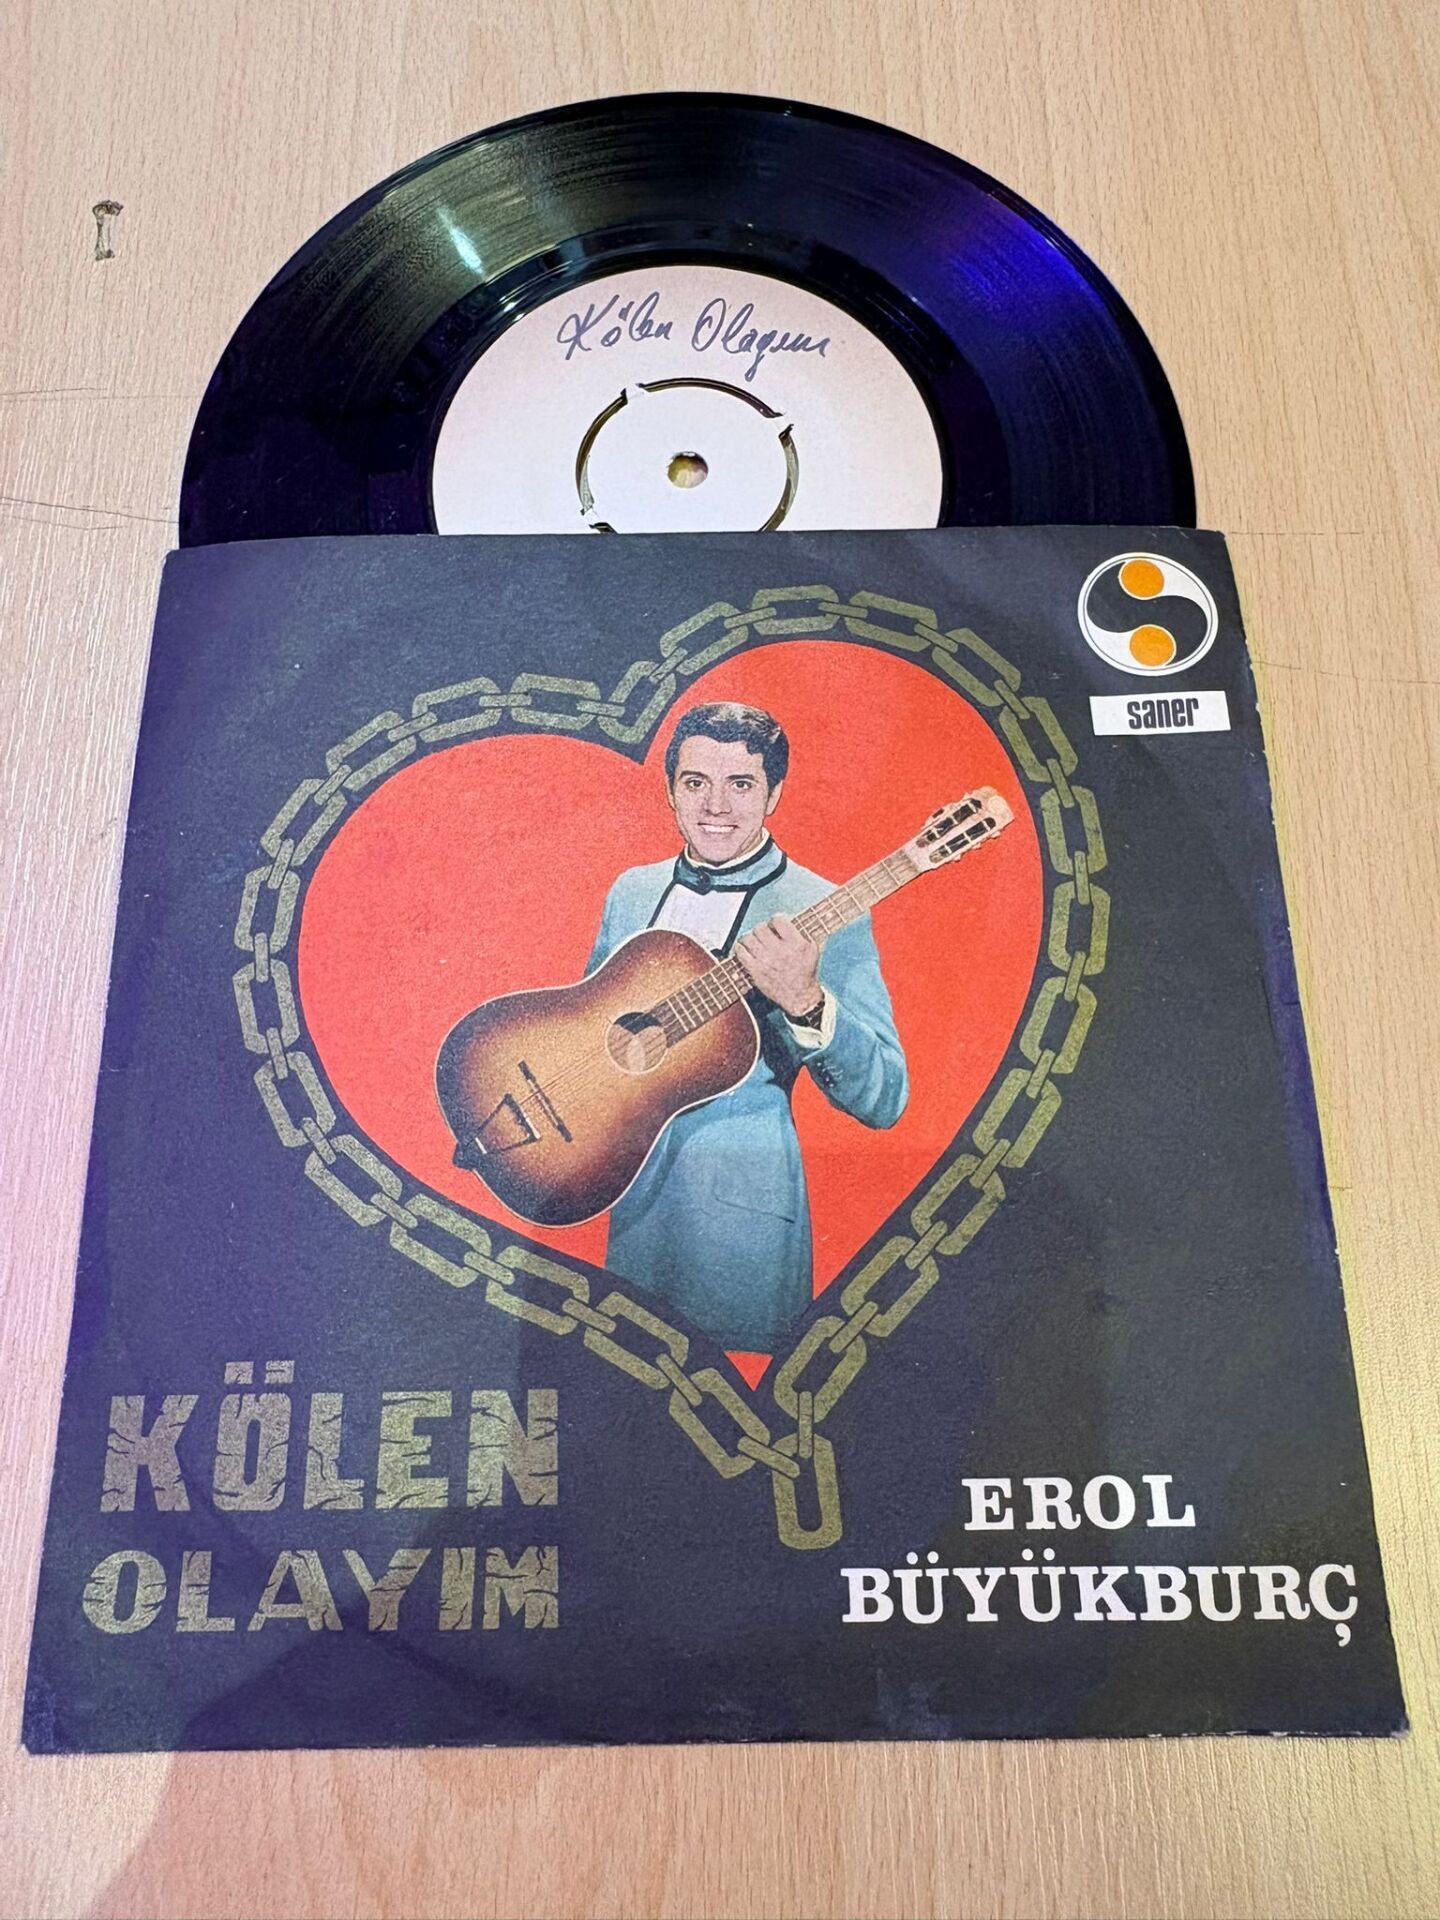 Kölen Olayım
saner
KÖLEN
OLAYIM
EROL
BÜYÜKBURÇ